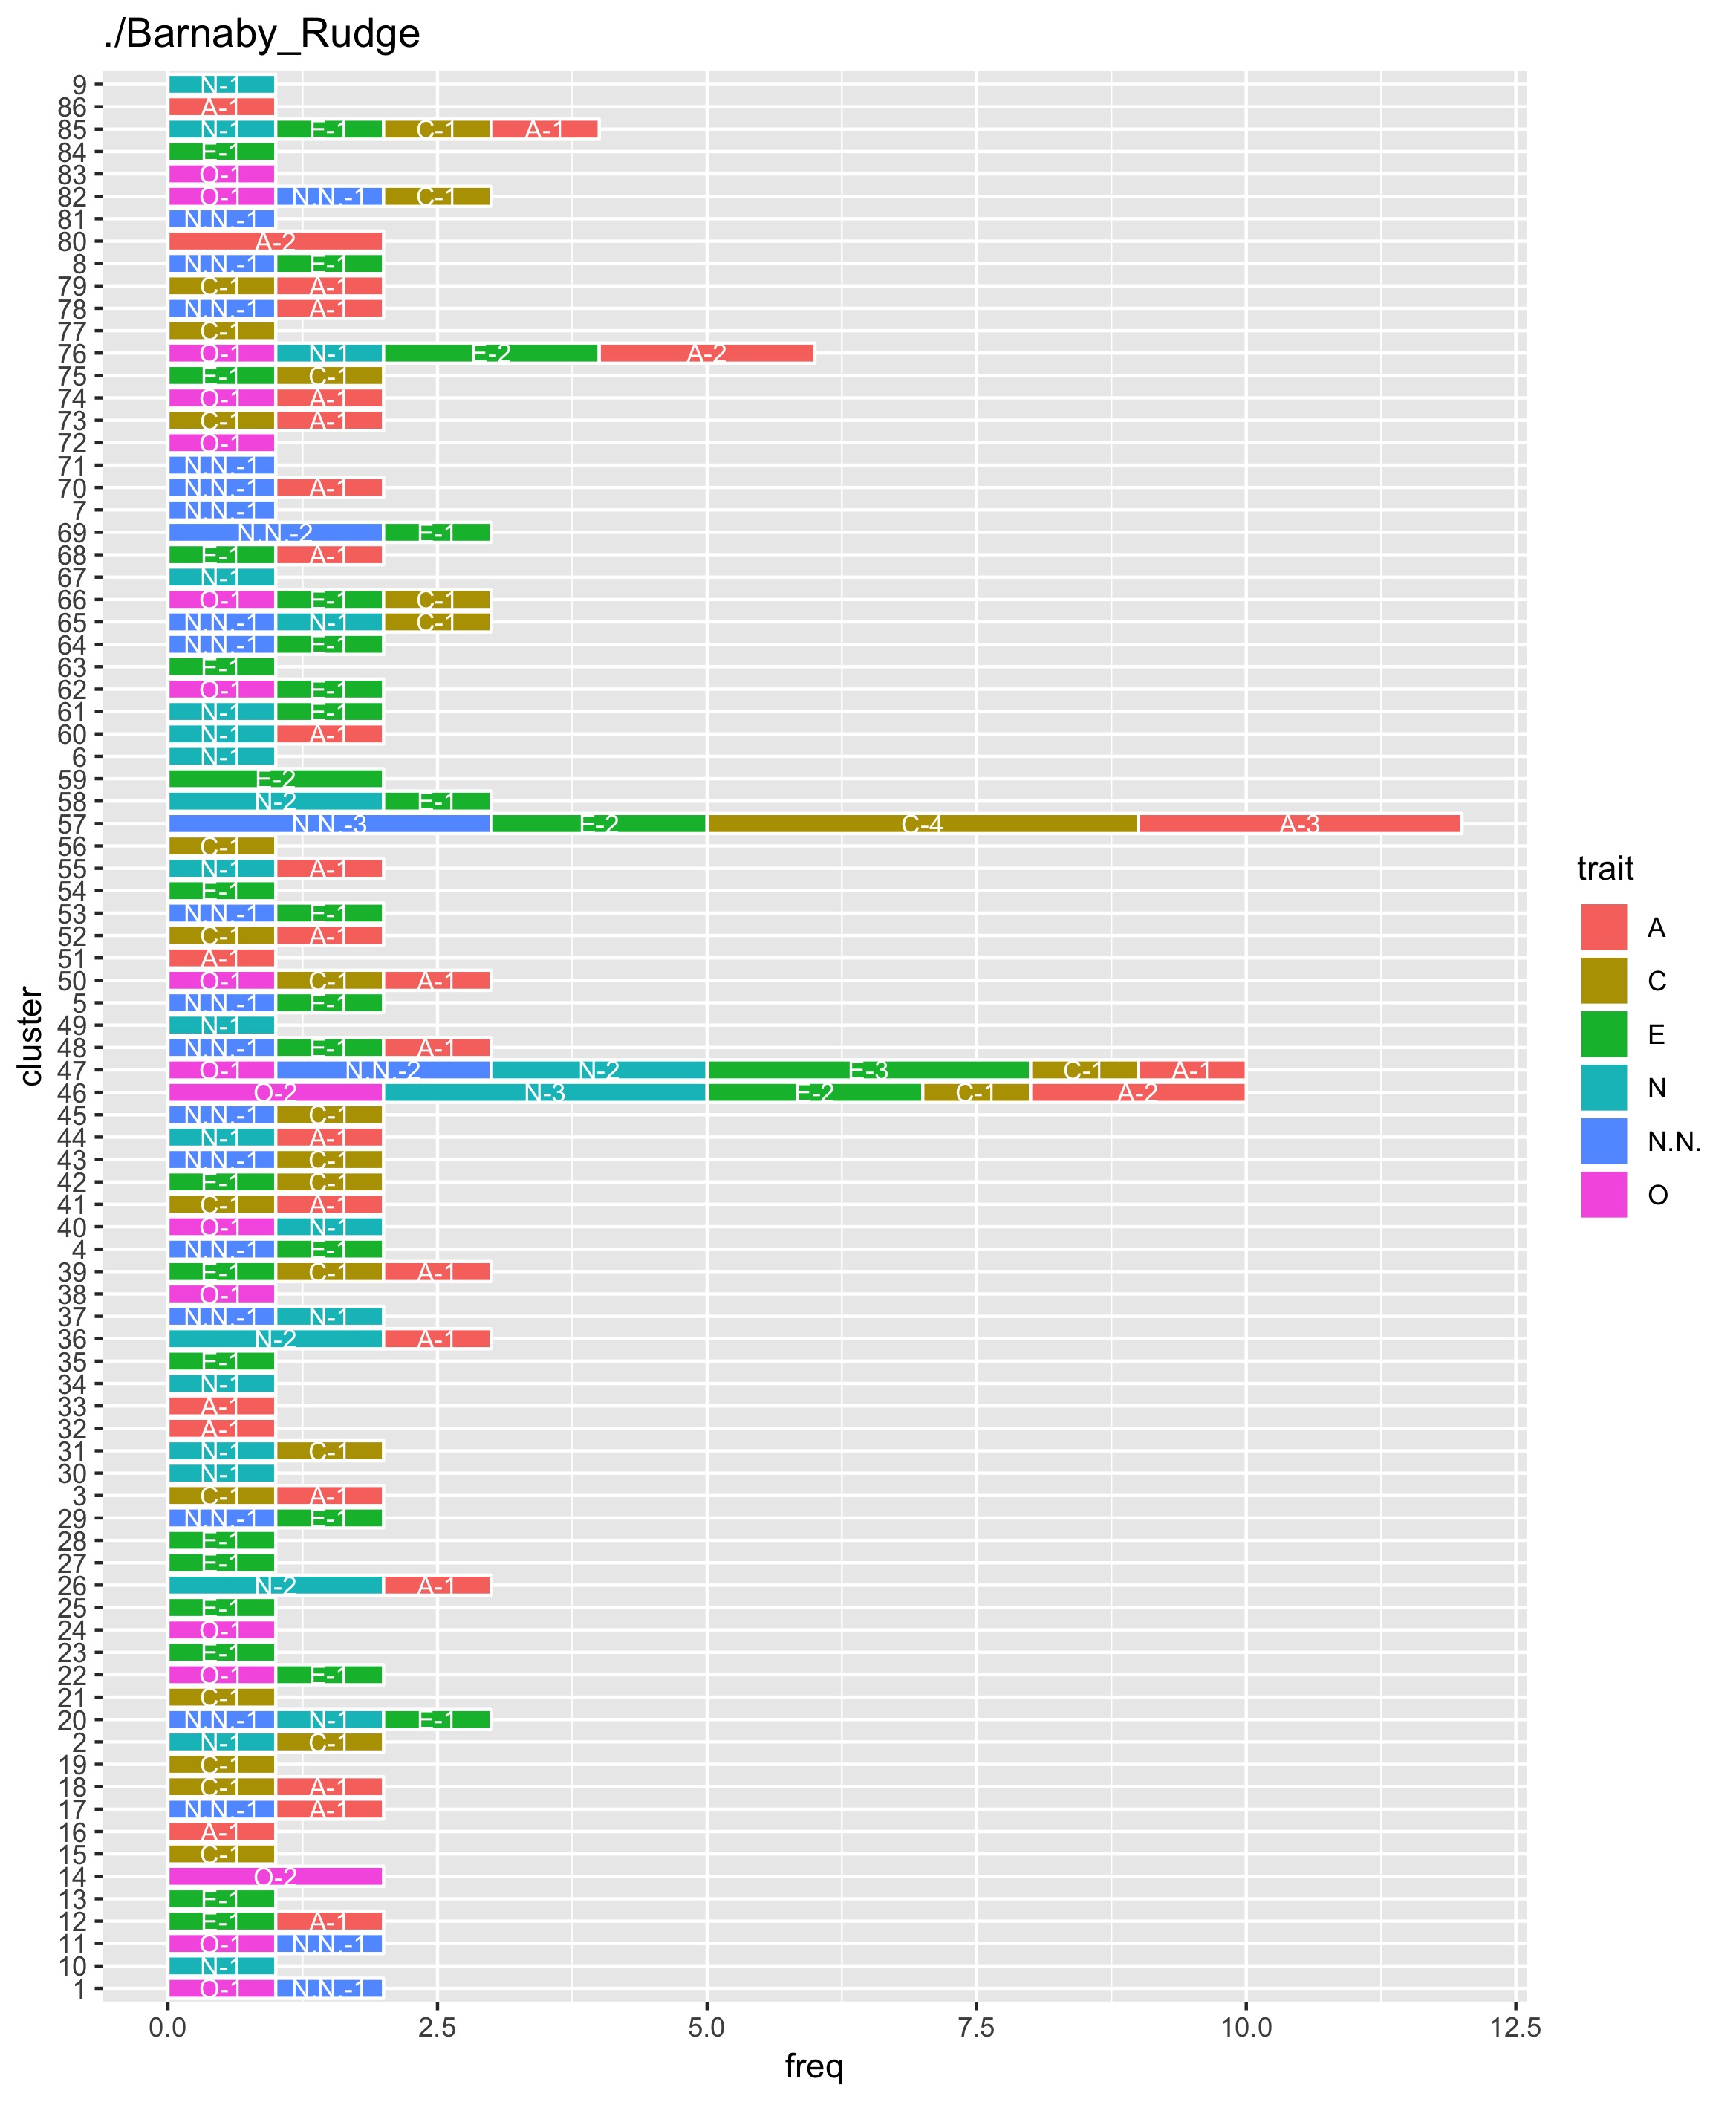 ./Barnaby_Rudge
9 N-1
86 A-1
85 N-1 E-1 C-1 A-1
84 E-1
83 O-1
82 O-1 N.N.-1 C-1
81 N.N.-1
80 A-2
8 N.N.-1 E-1
79 C-1 A-1
78 N.N.-1 A-1
77 C-1
76 O-1 N-1 E-2 A-2
75 E-1 C-1
74 O-1 A-1
73 C-1 A-1
72 O-1
71 N.N.-1
70 N.N.-1 A-1
7 N.N.-1
69 N.N.-2 E-1
68 E-1 A-1
67 N-1
66 O-1 E-1 C-1
65 N.N.-1 N-1 C-1
64 N.N.-1 E-1
63 E-1
62 O-1 E-1
61 N-1 E-1
60 N-1 A-1
6 N-1
59 E-2
58 N-2 E-1
57 N.N.-3 E-2 C-4 A-3
56 C-1
55 N-1 A-1
54 E-1
53 N.N.-1 E-1
52 C-1 A-1
51 A-1
50 O-1 C-1 A-1
5 N.N.-1 E-1
49 N-1
48 N.N.-1 E-1 A-1
47 O-1 N.N.-2 N-2 E-3 C-1 A-1
46 O-2 N-3 E-2 C-1 A-2
45 N.N.-1 C-1
44 N-1 A-1
43 N.N.-1 C-1
42 E-1 C-1
41 C-1 A-1
40 O-1 N-1
4 N.N.-1 E-1
39 E-1 C-1 A-1
38 O-1
37 N.N.-1 N-1
36 N-2 A-1
35 E-1
34 N-1
33 A-1
32 A-1
31 N-1 C-1
30 N-1
3 C-1 A-1
29 N.N.-1 E-1
28 E-1
27 E-1
26 N-2 A-1
25 E-1
24 O-1
23 E-1
22 O-1 E-1
21 C-1
20 N.N.-1 N-1 E-1
2 N-1 C-1
19 C-1
18 C-1 A-1
17 N.N.-1 A-1
16 A-1
15 C-1
14 O-2
13 E-1
12 E-1 A-1
11 O-1 N.N.-1
10 N-1
1 O-1 N.N.-1
0.0 2.5 5.0 7.5 10.0 12.5
freq
cluster
trait
A
C
E
N
N.N.
O